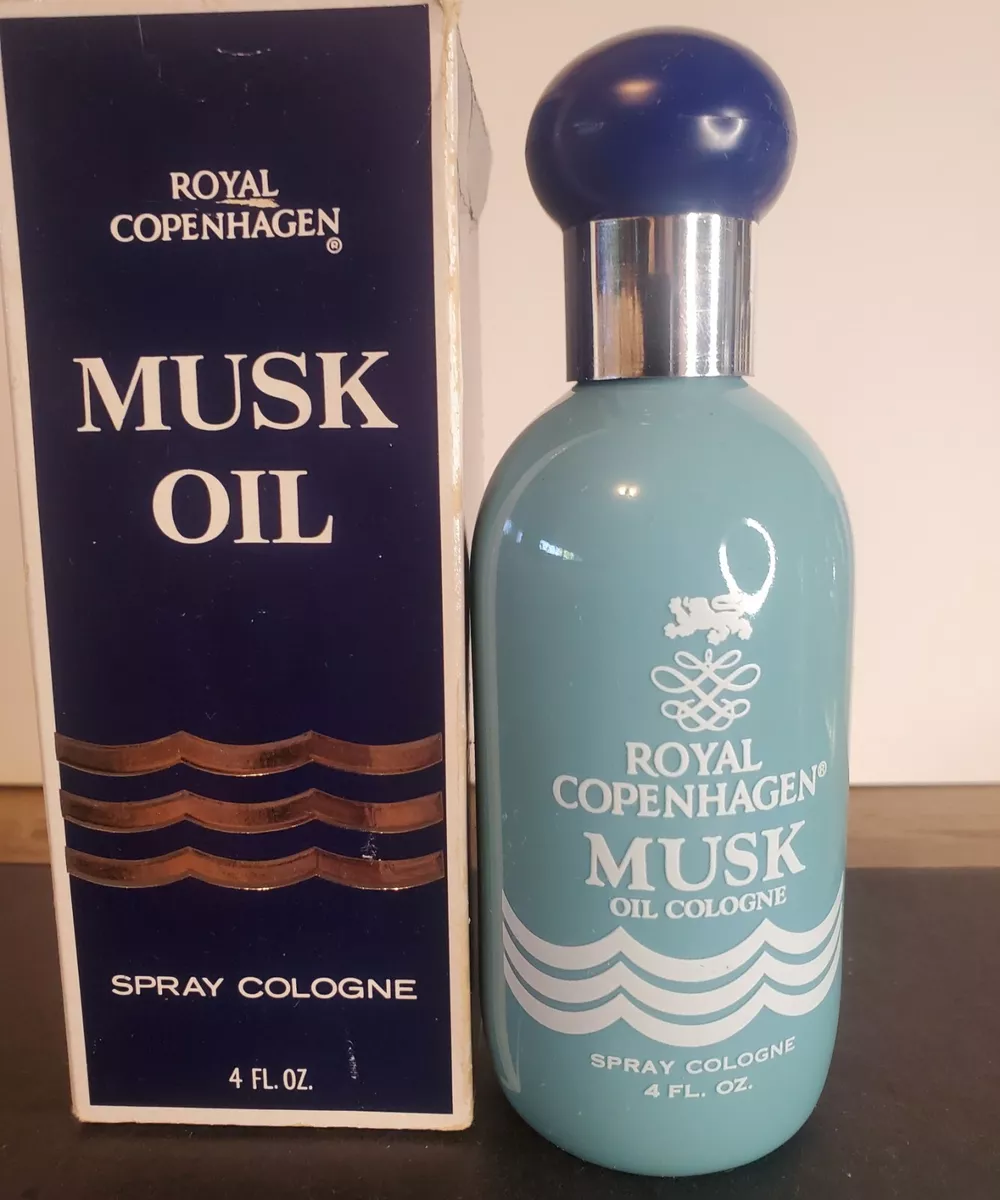 ROYAL
COPENHAGEN®
MUSK
OIL
SPRAY COLOGNE
4 FL. OZ.
ROYAL
COPENHAGEN®
MUSK
OIL COLOGNE
SPRAY COLOGNE
4 FL. OZ.